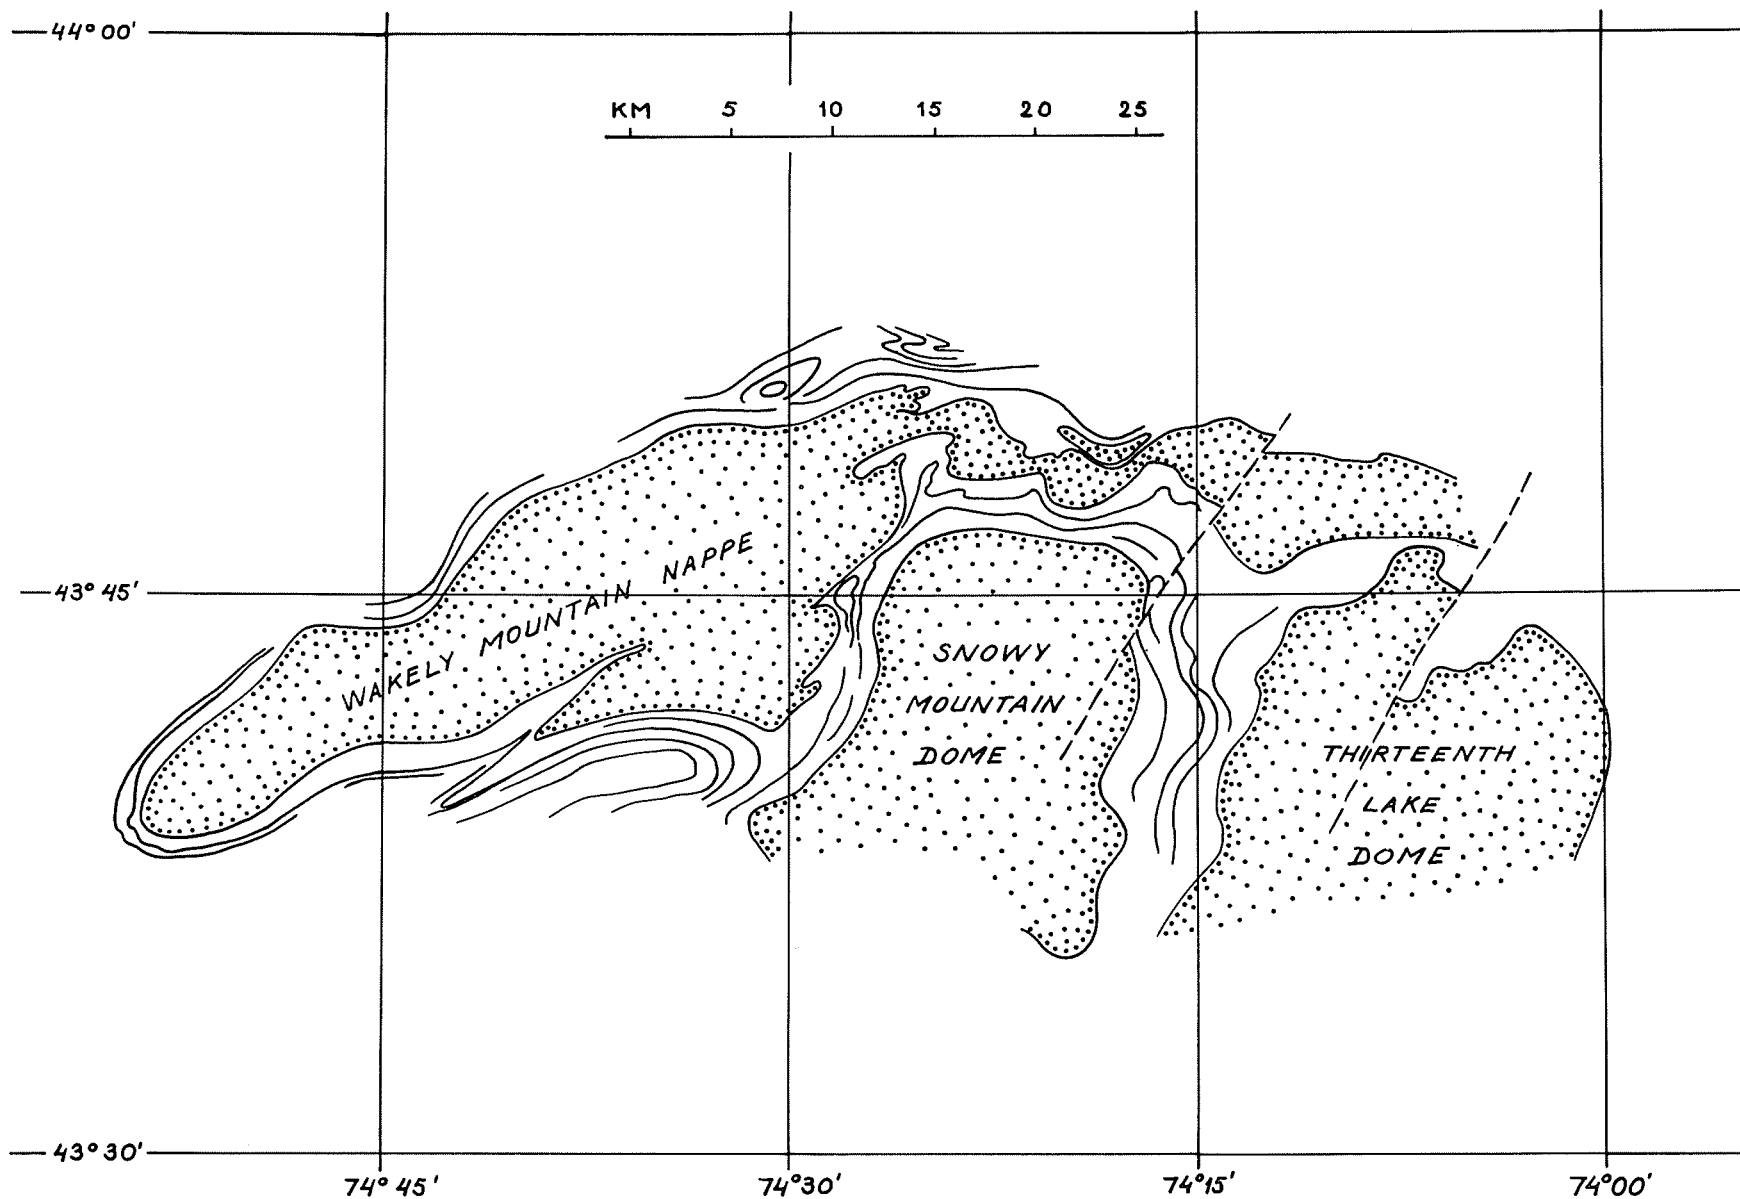 44°00'
KM 5 10 15 20 25
WAKELY MOUNTAIN NAPPE
43°45'
SNOWY
MOUNTAIN
DOME
THIRTEENTH
LAKE
DOME
43°30'
74°45' 74°30' 74°15' 74°00'